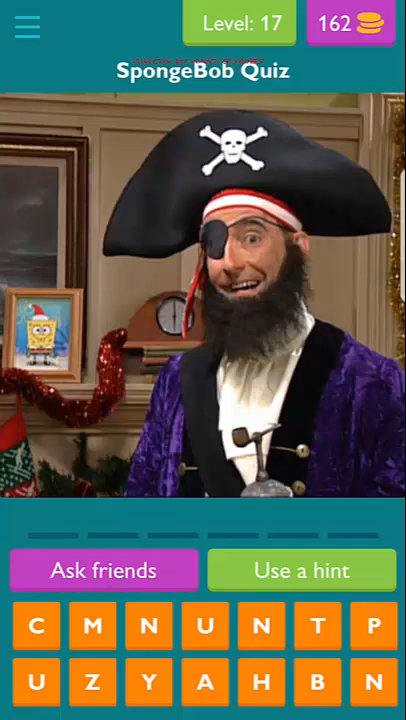 Level: 17
162
SpongeBob Quiz
Ask friends
Use a hint
C M N U N T P
U Z Y A H B N